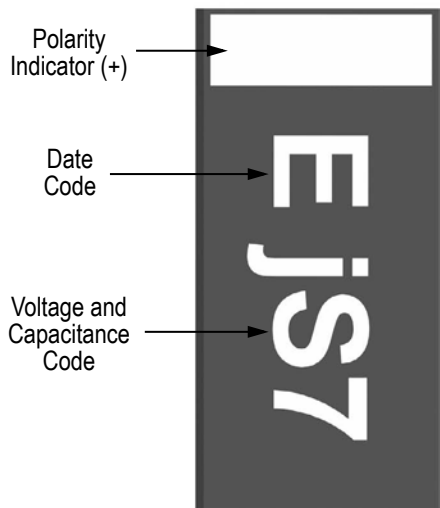 Polarity
Indicator (+)
Date
Code
Voltage and
Capacitance
Code
E jS7